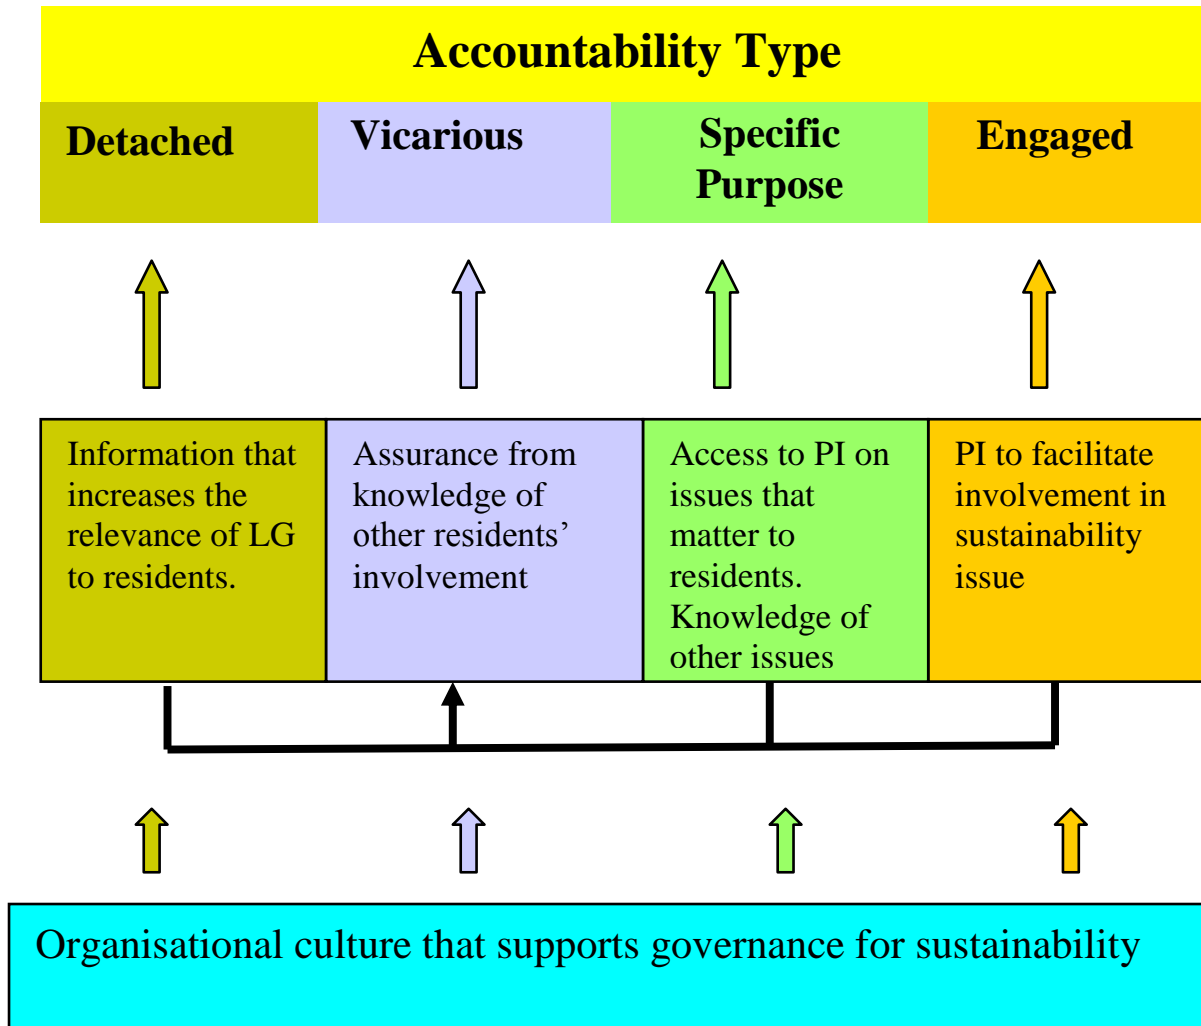 Accountability Type
Detached
Vicarious
Specific
Purpose
Engaged
Information that
increases the
relevance of LG
to residents.
Assurance from
knowledge of
other residents’
involvement
Access to PI on
issues that
matter to
residents.
Knowledge of
other issues
PI to facilitate
involvement in
sustainability
issue
Organisational culture that supports governance for sustainability